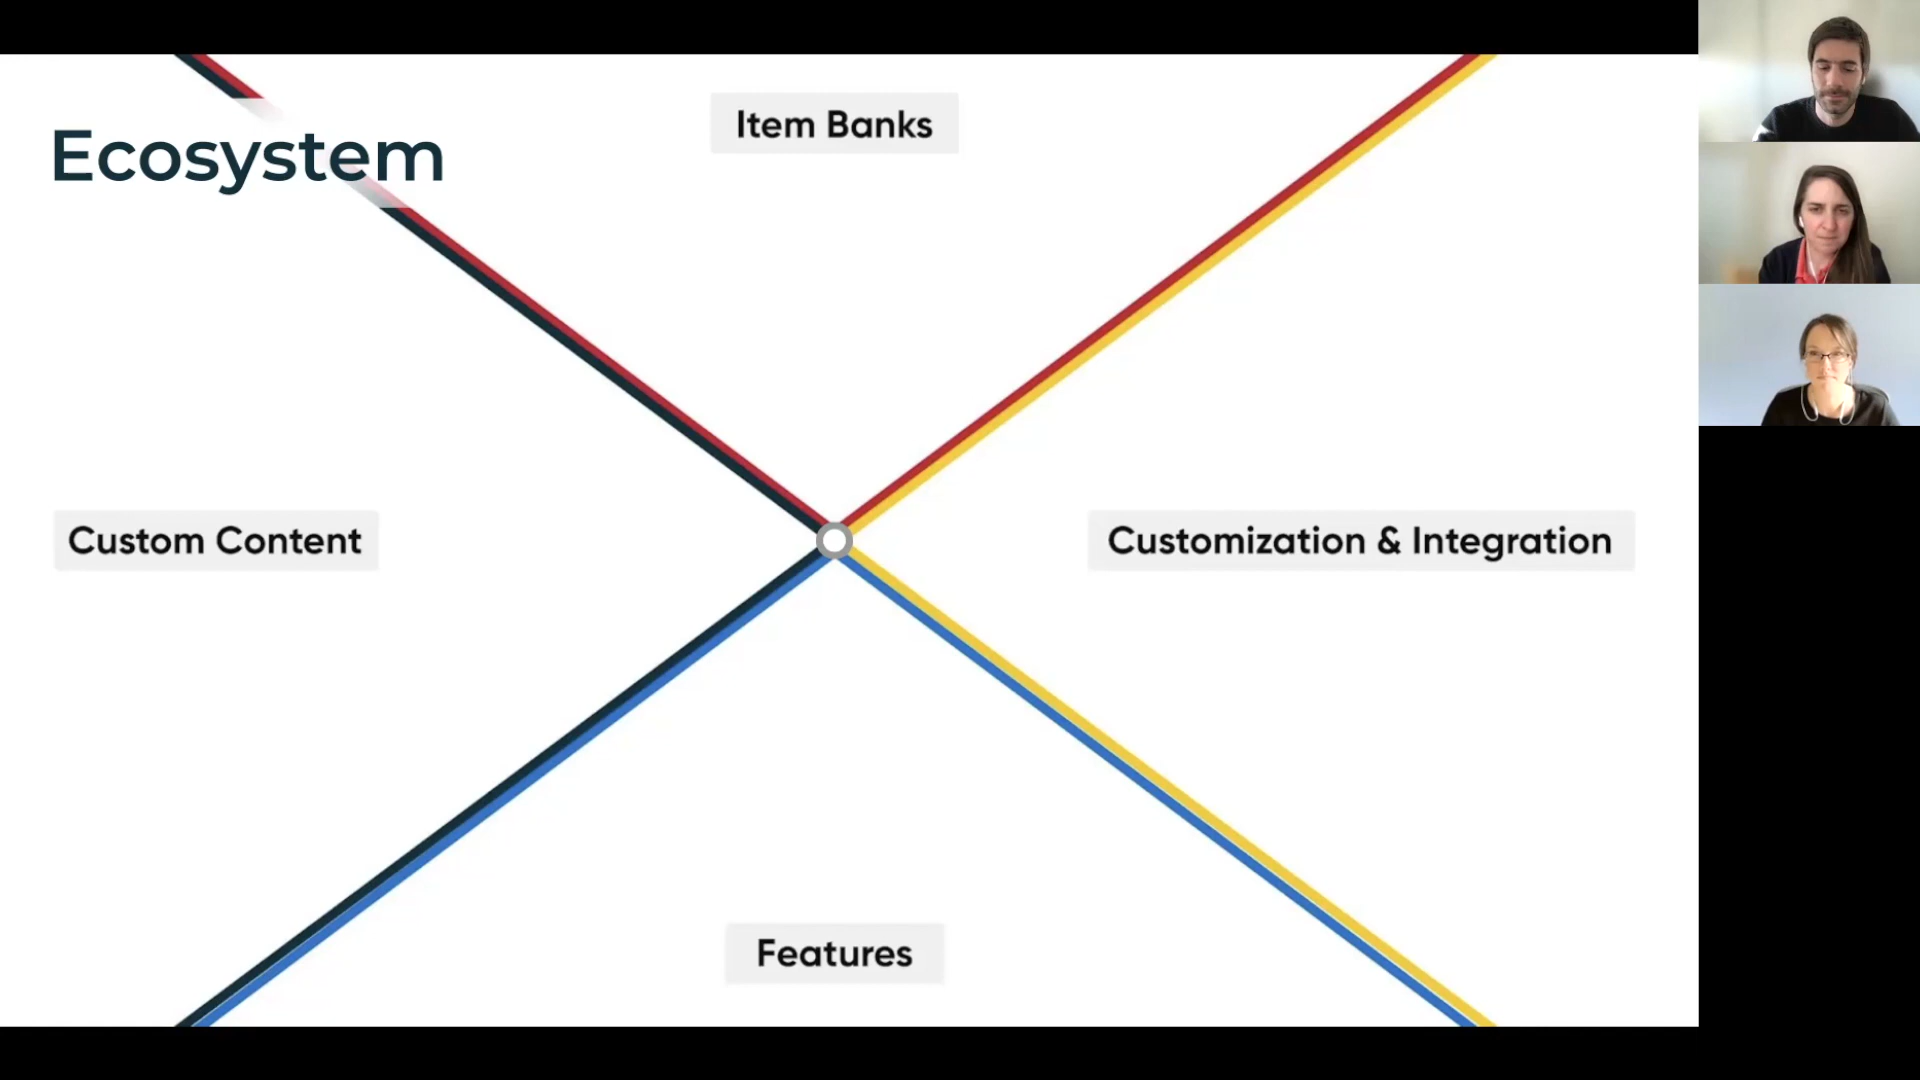 Item Banks
Ecosystem
Custom Content
Customization & Integration
Features